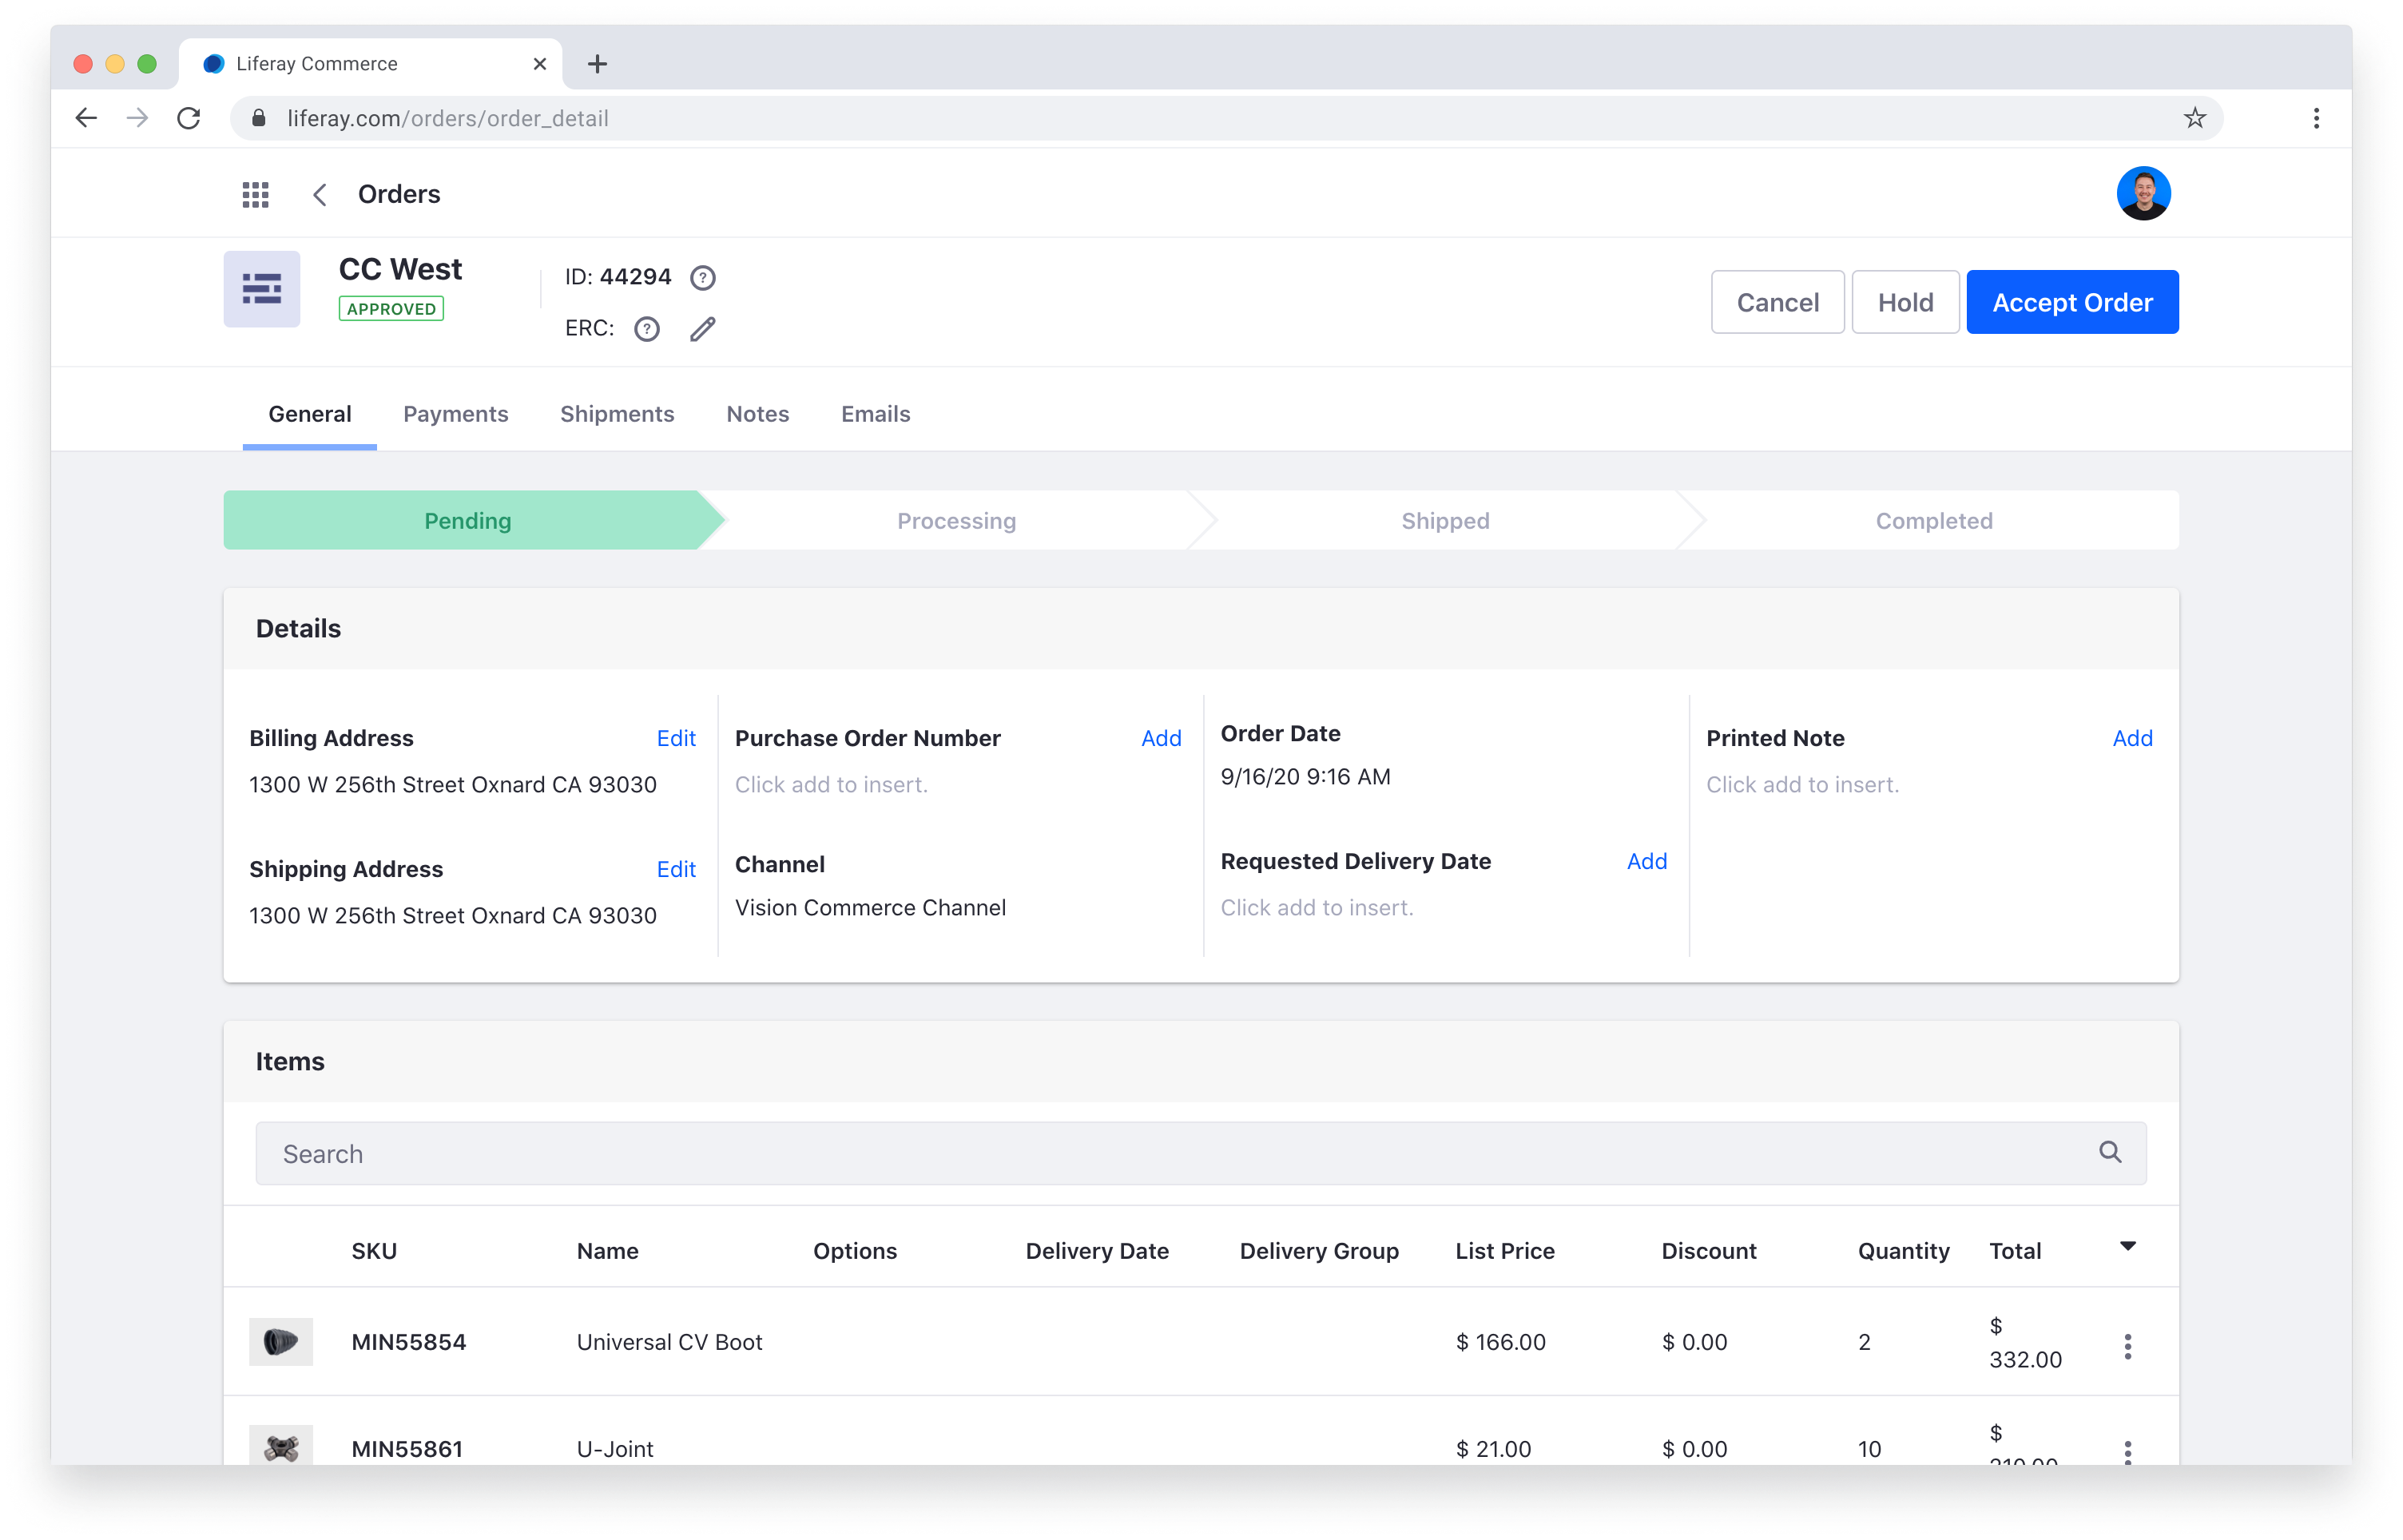 Liferay Commerce
liferay.com/orders/order_detail
Orders
CC West
APPROVED
ID: 44294 ?
ERC: ?
Cancel Hold Accept Order
General Payments Shipments Notes Emails
Pending Processing Shipped Completed
Details
Billing Address Edit
1300 W 256th Street Oxnard CA 93030
Shipping Address Edit
1300 W 256th Street Oxnard CA 93030
Purchase Order Number Add
Click add to insert.
Channel
Vision Commerce Channel
Order Date
9/16/20 9:16 AM
Requested Delivery Date Add
Click add to insert.
Printed Note Add
Click add to insert.
Items
Search
SKU Name Options Delivery Date Delivery Group List Price Discount Quantity Total
MIN55854 Universal CV Boot $ 166.00 $ 0.00 2 $
332.00
MIN55861 U-Joint $ 21.00 $ 0.00 10 $
210.00